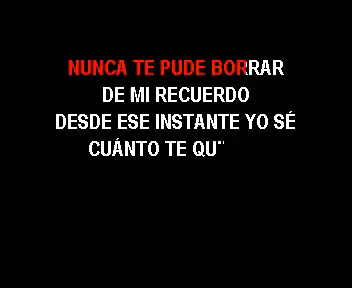 NUNCA TE PUDE BORRAR
DE MI RECUERDO
DESDE ESE INSTANTE YO SÉ
CUÁNTO TE QU¨